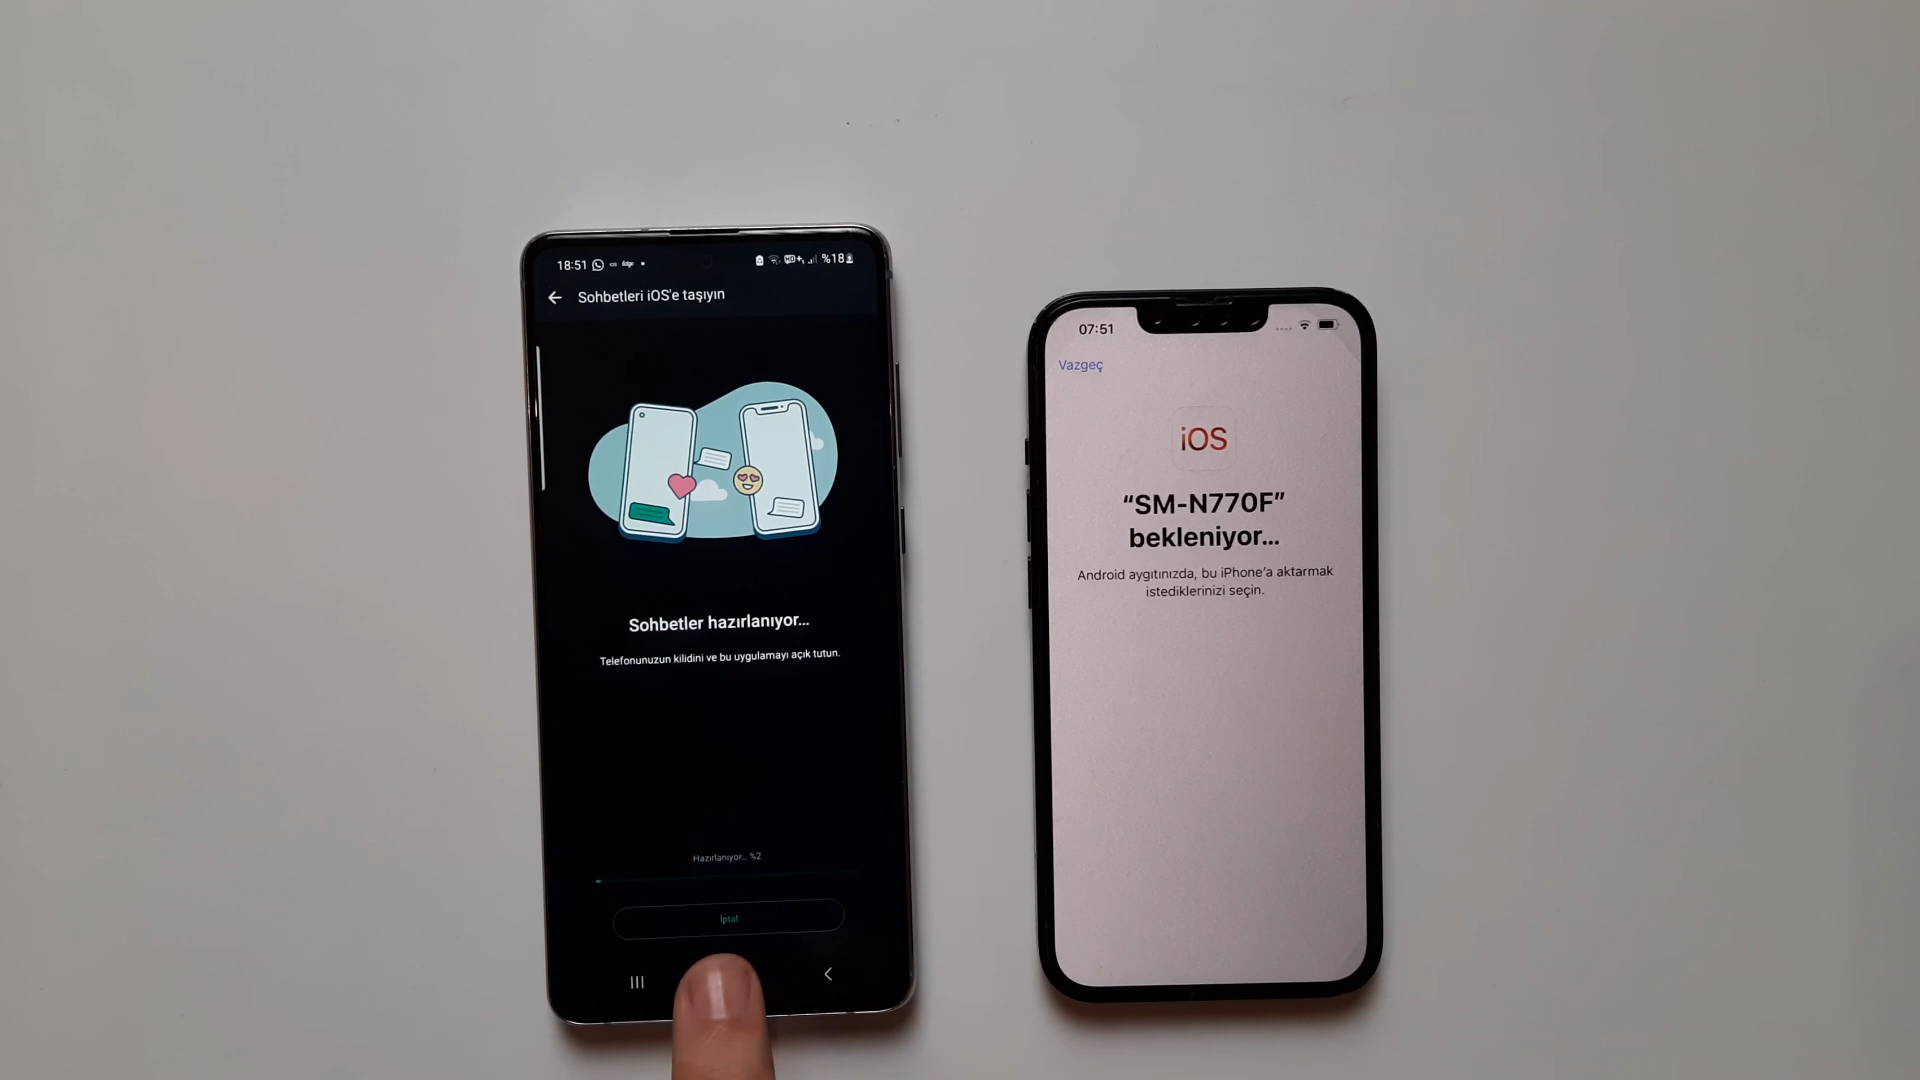 18:51
%18
Sohbetleri iOS'e taşıyın
Sohbetler hazırlanıyor...
Telefonunuzun kilidini ve bu uygulamayı açık tutun.
Hazırlanıyor... %2
İptal
07:51
Vazgeç
iOS
“SM-N770F”
bekleniyor...
Android aygıtınızda, bu iPhone’a aktarmak
istediklerinizi seçin.